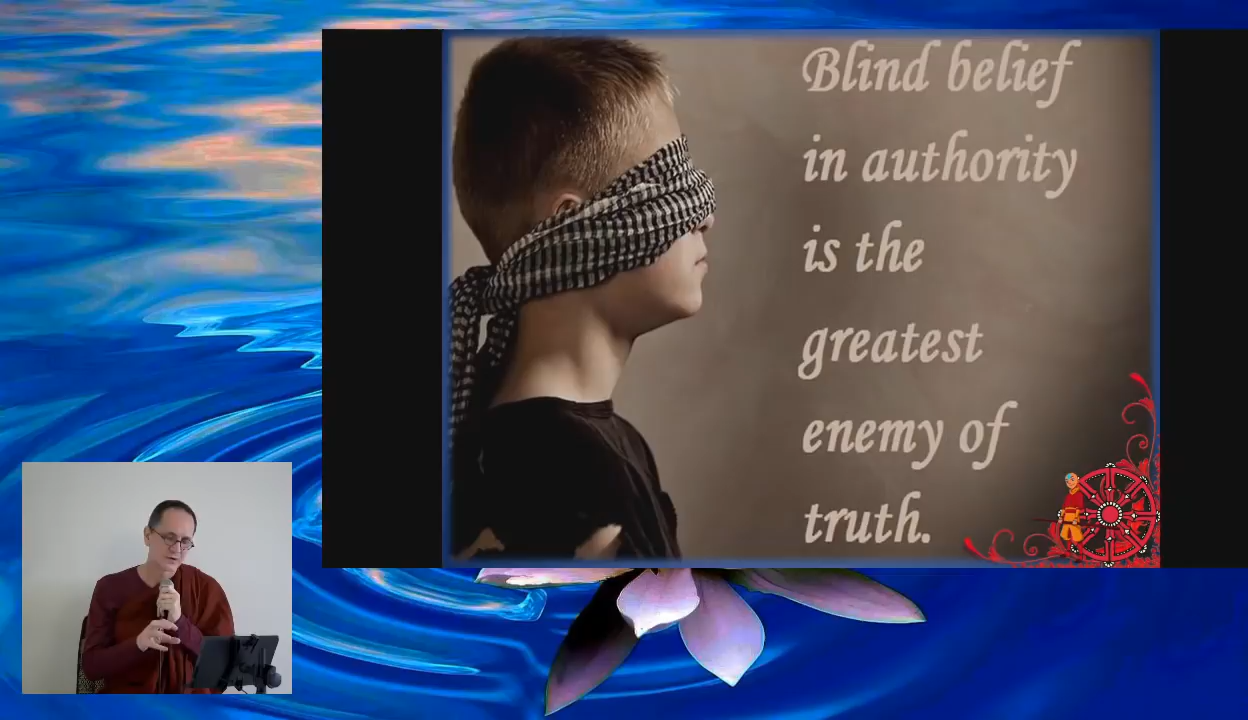 Blind belief
in authority
is the
greatest
enemy of
truth.